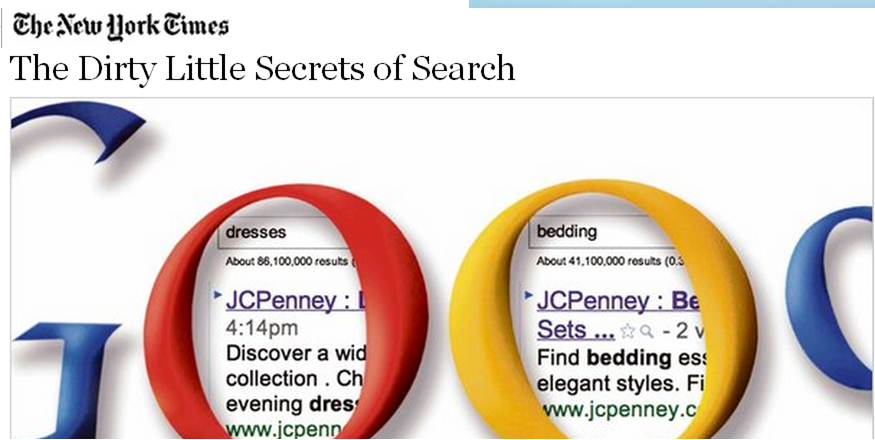 The New York Times
The Dirty Little Secrets of Search
Goog
dresses
About 86,100,000 results (
JCPenney :
4:14pm
Discover a wid
collection . Ch
evening dress
www.jcpenn
bedding
About 41,100,000 results (0.3
JCPenney : Be
Sets ... - 2 v
Find bedding ess
elegant styles. Fi
www.jcpenney.c